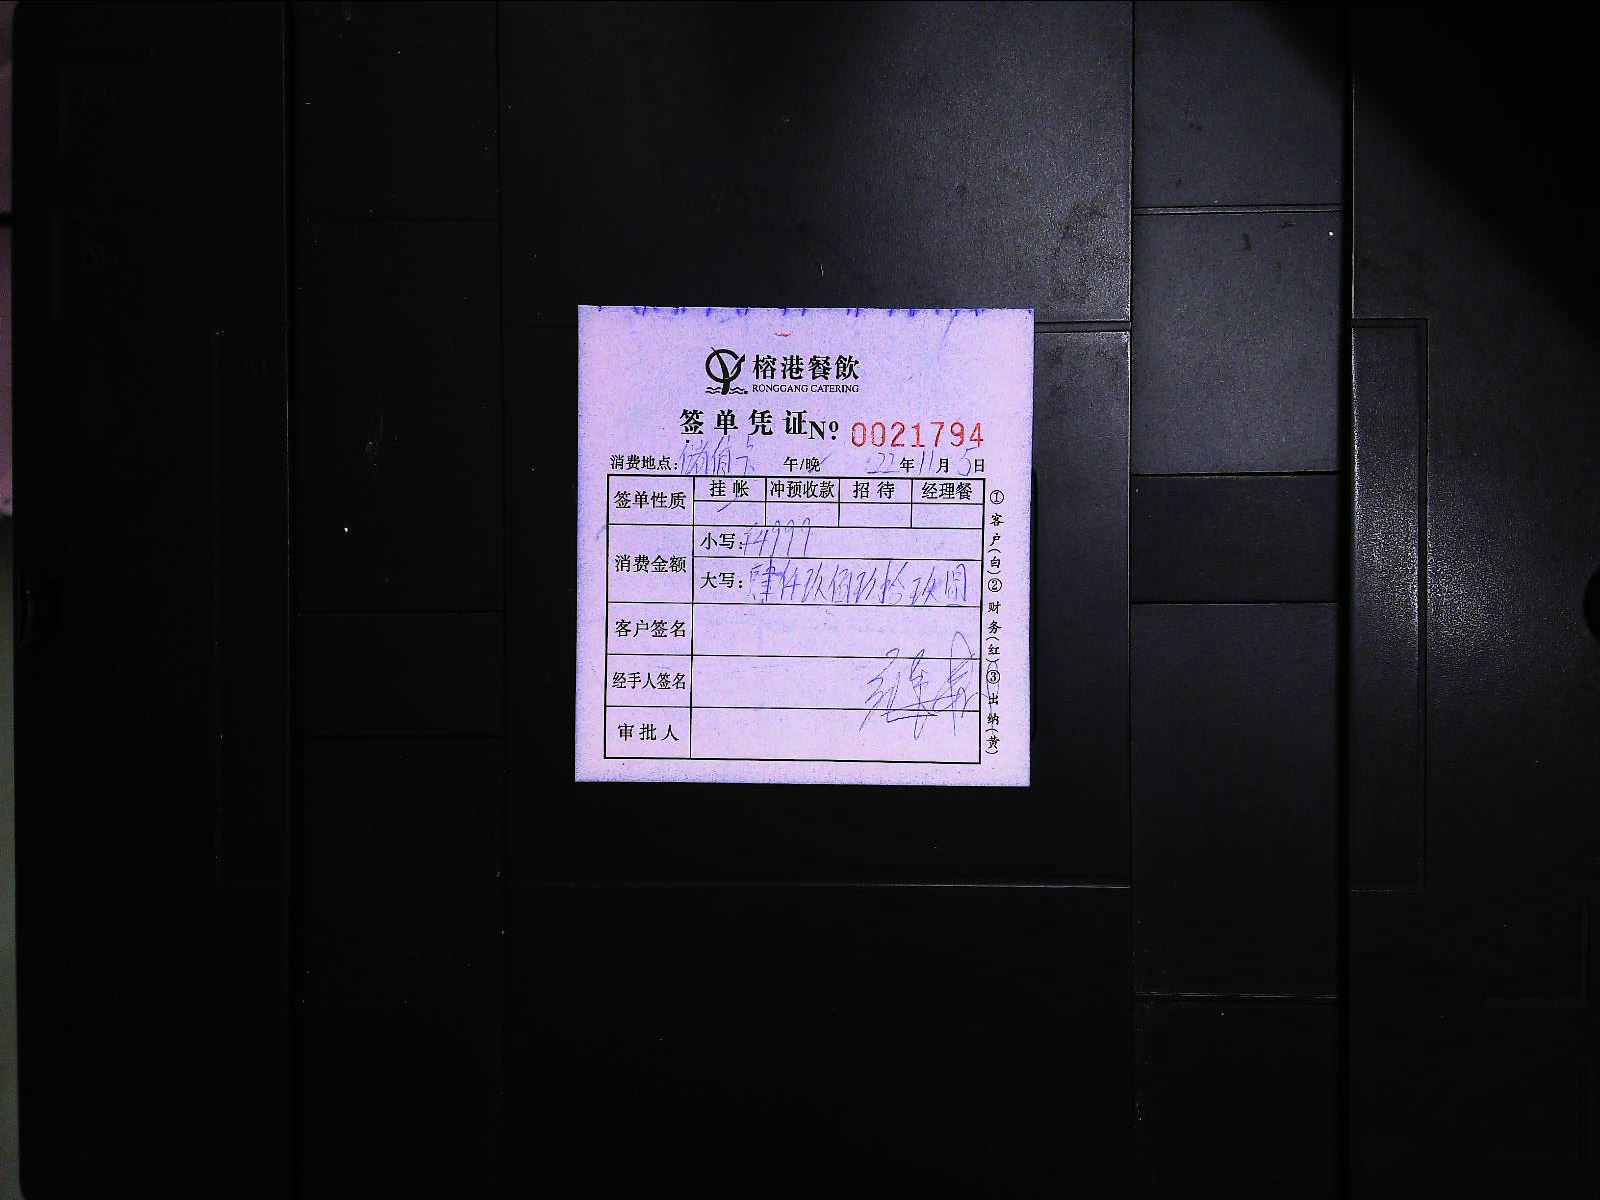 榕港餐飲
RONGGANG CATERING
签单凭证 Nº 0021794
消费地点: 储值卡 午/晚 22年11月5日
签单性质 挂帐 冲预收款 招待 经理餐
消费金额 小写: ¥4999
大写: 肆仟玖佰玖拾玖圆
客户签名
经手人签名
审批人
①客户(白)②财务(红)③出纳(黄)